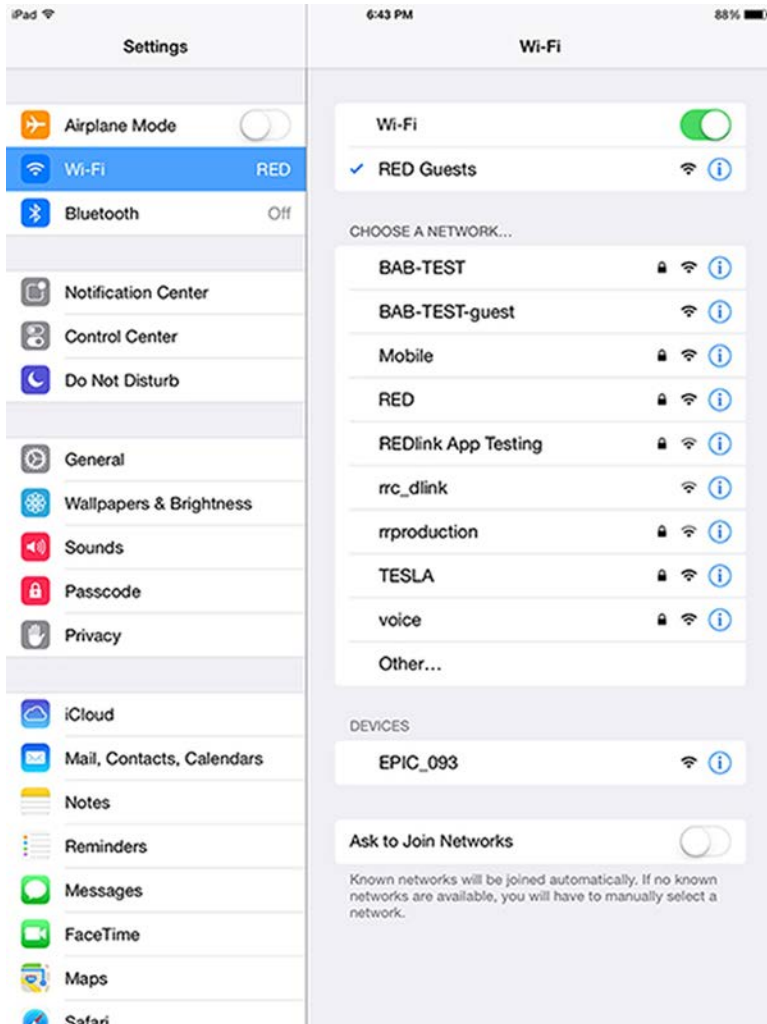 iPad
6:43 PM
88%
Settings
Airplane Mode
Wi-Fi RED
Bluetooth Off
Notification Center
Control Center
Do Not Disturb
General
Wallpapers & Brightness
Sounds
Passcode
Privacy
iCloud
Mail, Contacts, Calendars
Notes
Reminders
Messages
FaceTime
Maps
Safari
Wi-Fi
Wi-Fi
RED Guests
CHOOSE A NETWORK...
BAB-TEST
BAB-TEST-guest
Mobile
RED
REDlink App Testing
rrc_dlink
rrproduction
TESLA
voice
Other...
DEVICES
EPIC_093
Ask to Join Networks
Known networks will be joined automatically. If no known
networks are available, you will have to manually select a
network.